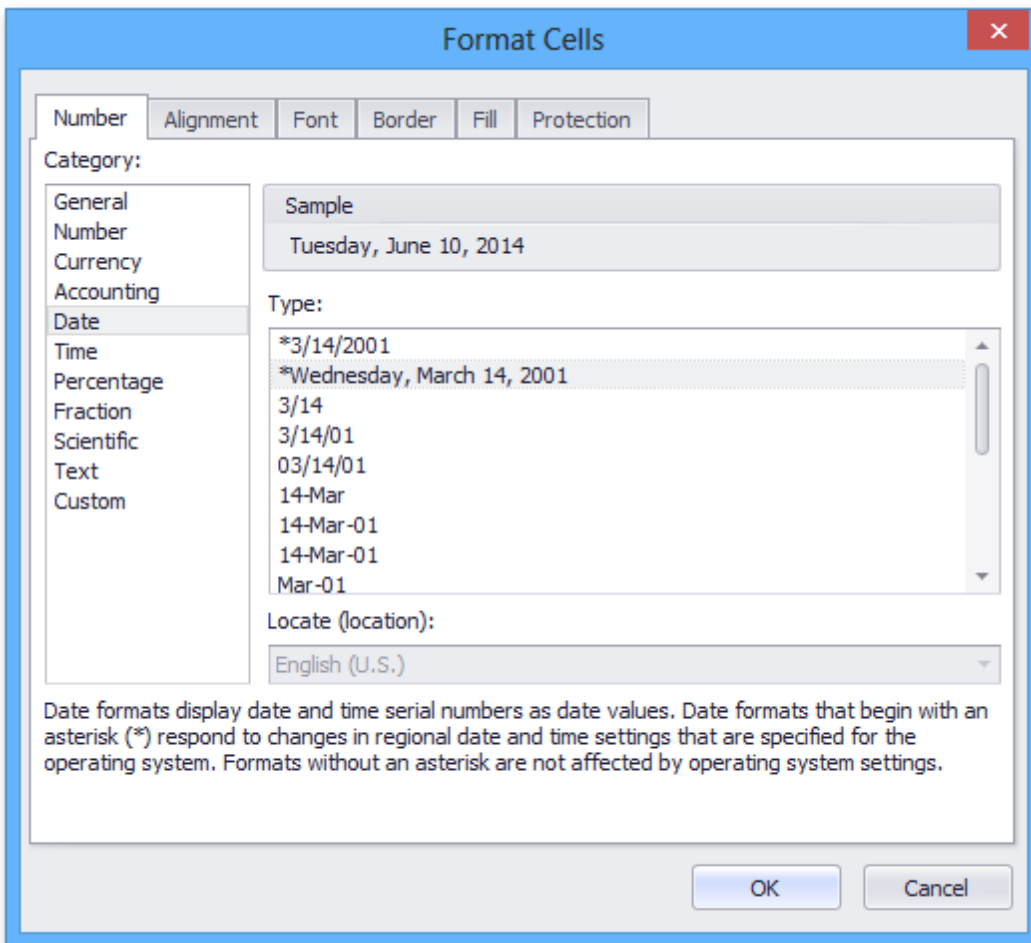 Format Cells
Number Alignment Font Border Fill Protection
Category:
General
Number
Currency
Accounting
Date
Time
Percentage
Fraction
Scientific
Text
Custom
Sample
Tuesday, June 10, 2014
Type:
*3/14/2001
*Wednesday, March 14, 2001
3/14
3/14/01
03/14/01
14-Mar
14-Mar-01
14-Mar-01
Mar-01
Locate (location):
English (U.S.)
Date formats display date and time serial numbers as date values. Date formats that begin with an
asterisk (*) respond to changes in regional date and time settings that are specified for the
operating system. Formats without an asterisk are not affected by operating system settings.
OK Cancel